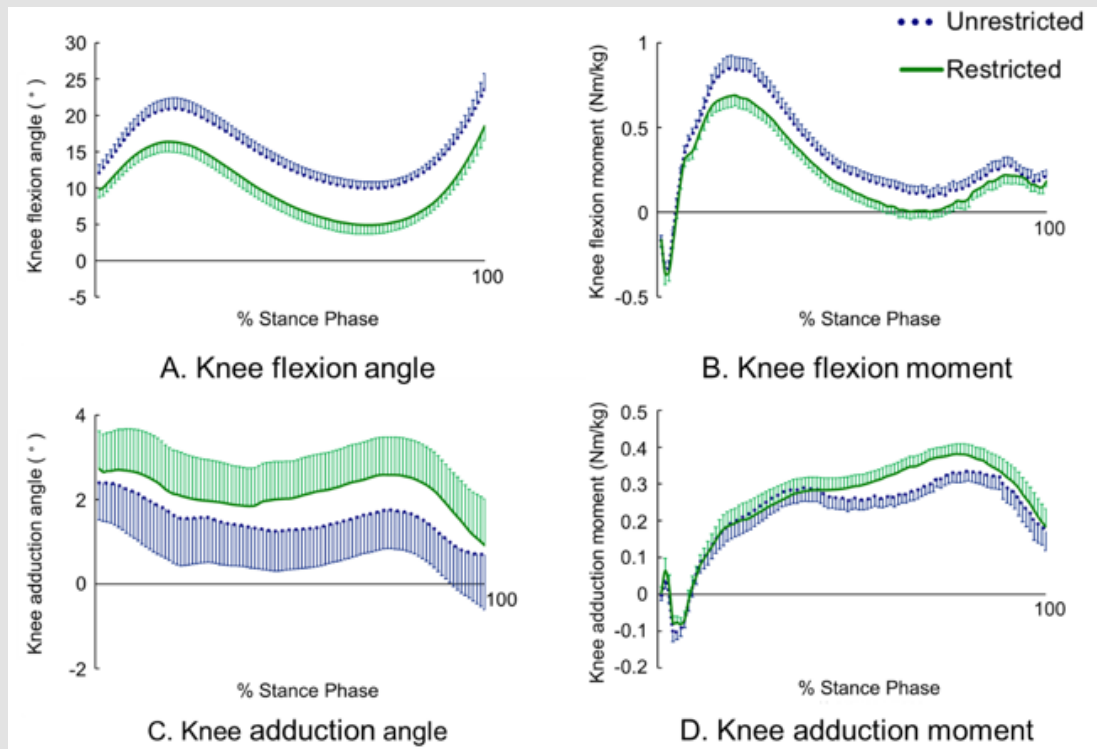 Unrestricted
Restricted
Knee flexion angle ( ° )
30
25
20
15
10
5
0
-5
100
% Stance Phase
A. Knee flexion angle
Knee flexion moment (Nm/kg)
1
0.5
0
-0.5
100
% Stance Phase
B. Knee flexion moment
Knee adduction angle ( ° )
4
2
0
-2
100
% Stance Phase
C. Knee adduction angle
Knee adduction moment (Nm/kg)
0.5
0.4
0.3
0.2
0.1
0
-0.1
-0.2
100
% Stance Phase
D. Knee adduction moment